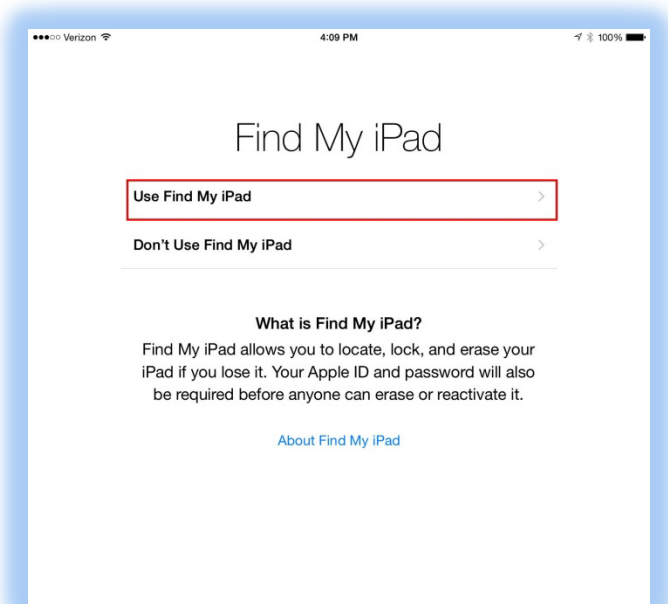 Verizon 4:09 PM 100%
Find My iPad
Use Find My iPad
Don't Use Find My iPad
What is Find My iPad?
Find My iPad allows you to locate, lock, and erase your
iPad if you lose it. Your Apple ID and password will also
be required before anyone can erase or reactivate it.
About Find My iPad